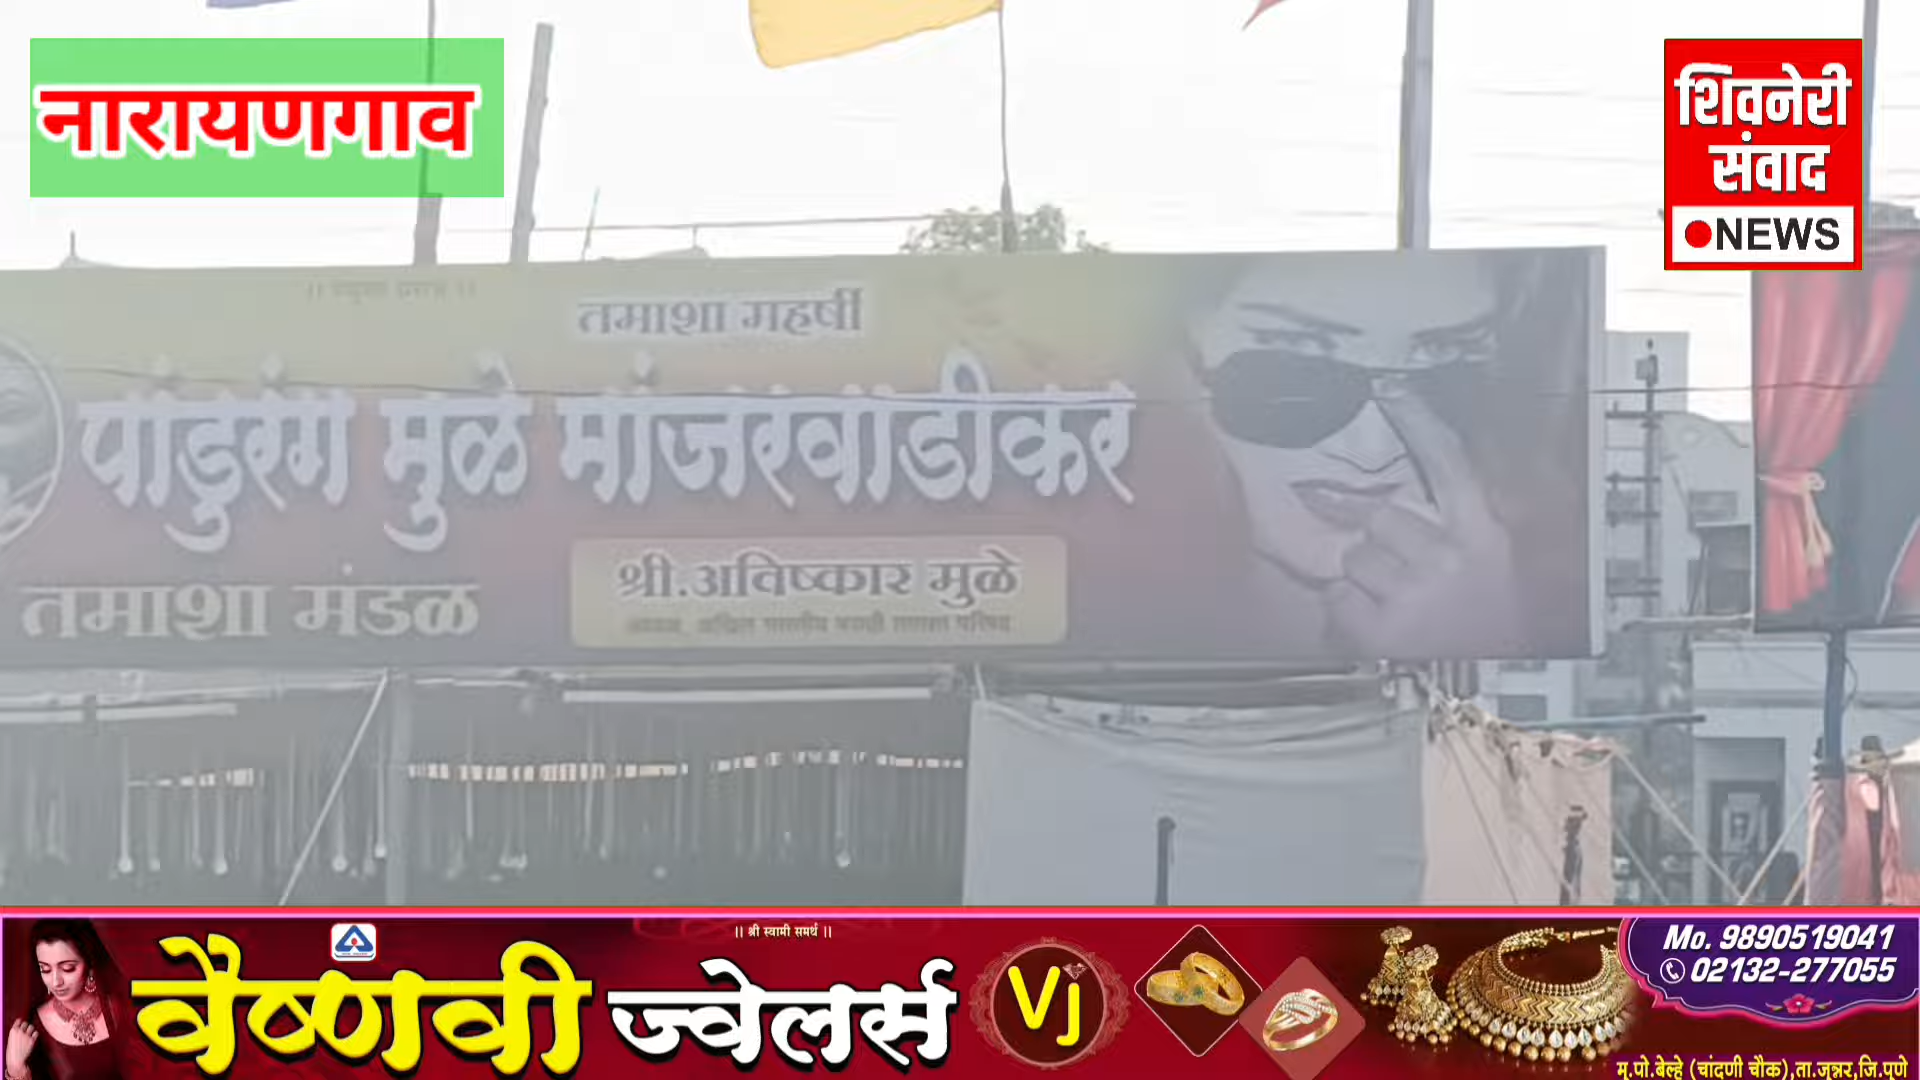 नारायणगाव
शिवनेरी
संवाद
NEWS
तमाशा महर्षी
पांडुरंग मुळे मांजरवाडीकर
तमाशा मंडळ
श्री.अविष्कार मुळे
|| श्री स्वामी समर्थ ||
वैष्णवी ज्वेलर्स
Vj
Mo. 9890519041
02132-277055
मु.पो.बेल्हे (चांदणी चौक),ता.जुन्नर,जि.पुणे